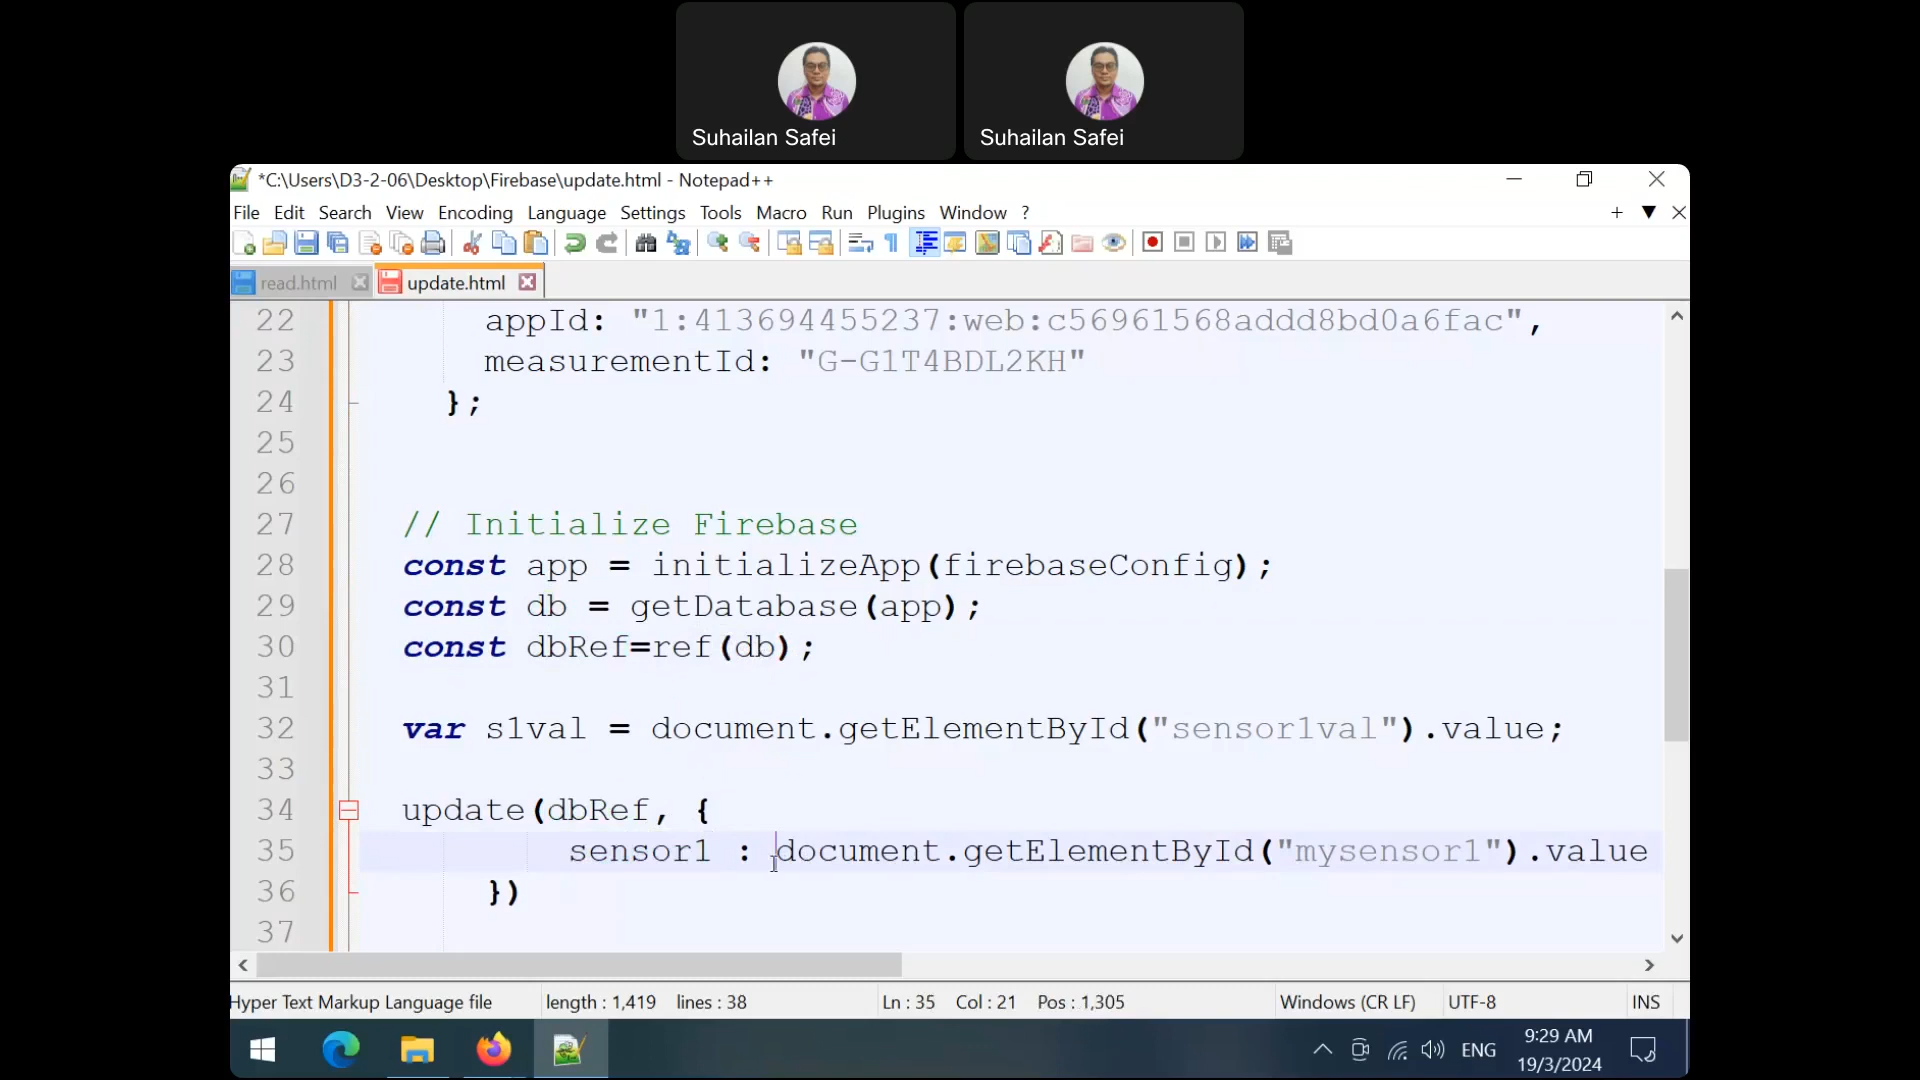 Suhailan Safei Suhailan Safei
*C:\Users\D3-2-06\Desktop\Firebase\update.html - Notepad++
File Edit Search View Encoding Language Settings Tools Macro Run Plugins Window ?
read.html update.html
22 appId: "1:413694455237:web:c56961568addd8bd0a6fac",
23 measurementId: "G-G1T4BDL2KH"
24 };
25
26
27 // Initialize Firebase
28 const app = initializeApp(firebaseConfig);
29 const db = getDatabase(app);
30 const dbRef=ref(db);
31
32 var s1val = document.getElementById("sensor1val").value;
33
34 update(dbRef, {
35 sensor1 : document.getElementById("mysensor1").value
36 })
37
Hyper Text Markup Language file length : 1,419 lines : 38 Ln : 35 Col : 21 Pos : 1,305 Windows (CR LF) UTF-8 INS
ENG 9:29 AM
19/3/2024